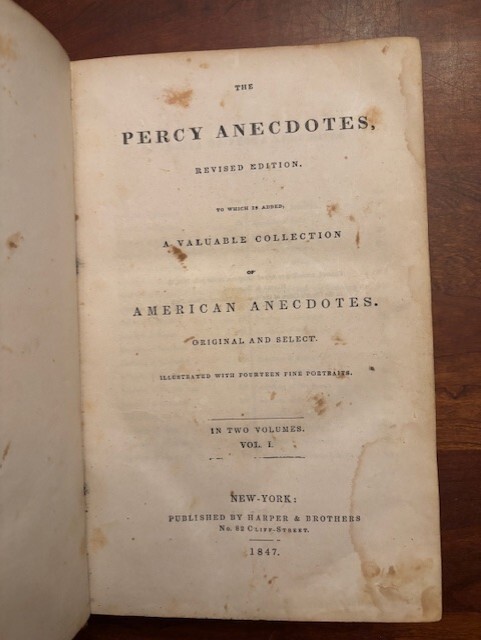 THE
PERCY ANECDOTES,
REVISED EDITION.
TO WHICH IS ADDED;
A VALUABLE COLLECTION
OF
AMERICAN ANECDOTES.
ORIGINAL AND SELECT.
ILLUSTRATED WITH FOURTEEN FINE PORTRAITS.
IN TWO VOLUMES.
VOL. I.
NEW-YORK:
PUBLISHED BY HARPER & BROTHERS
No. 82 CLIFF-STREET.
1847.